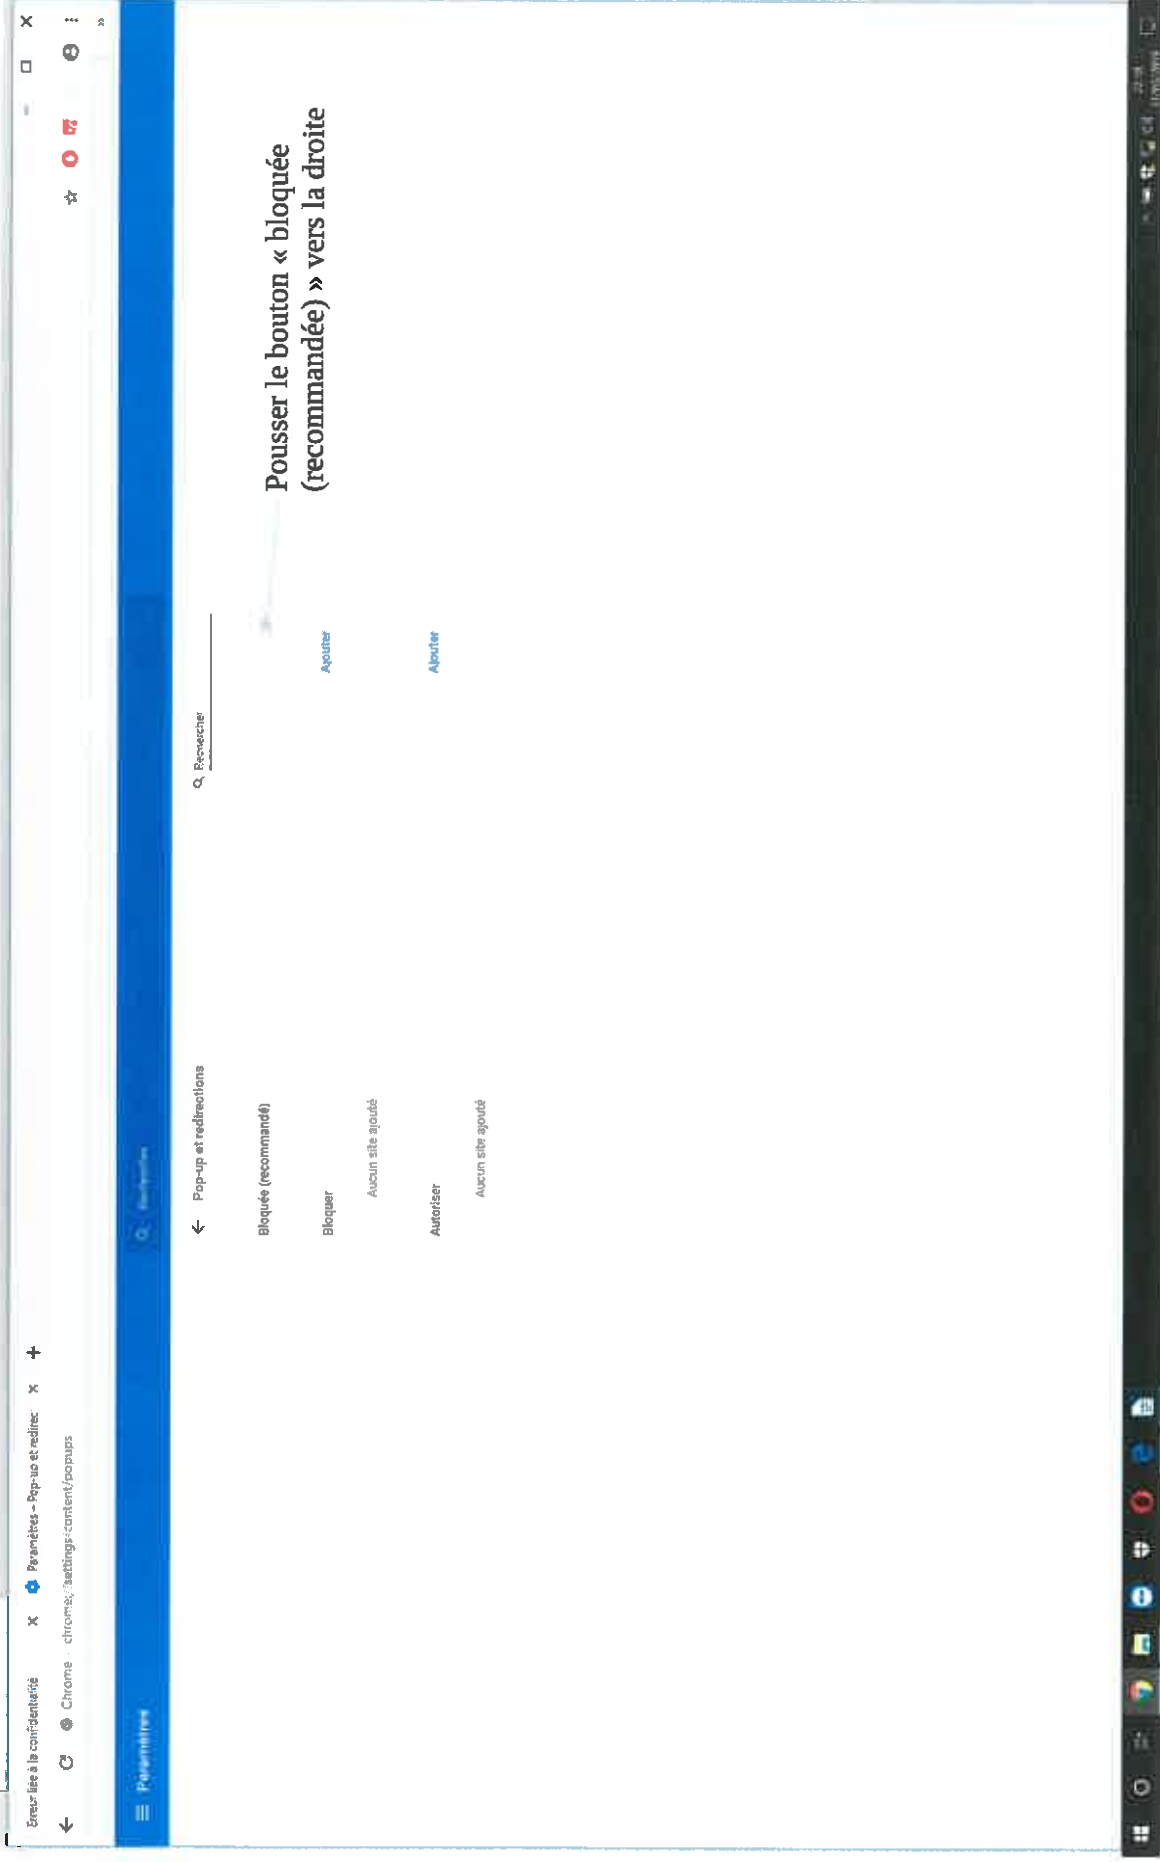 Erreur liée à la confidentialité
Paramètres – Pop-up et redirec
Chrome
chrome://settings/content/popups
Paramètres
Pop-up et redirections
Rechercher
Bloquée (recommandé)
Pousser le bouton « bloquée
(recommandée) » vers la droite
Bloquer
Ajouter
Aucun site ajouté
Autoriser
Ajouter
Aucun site ajouté